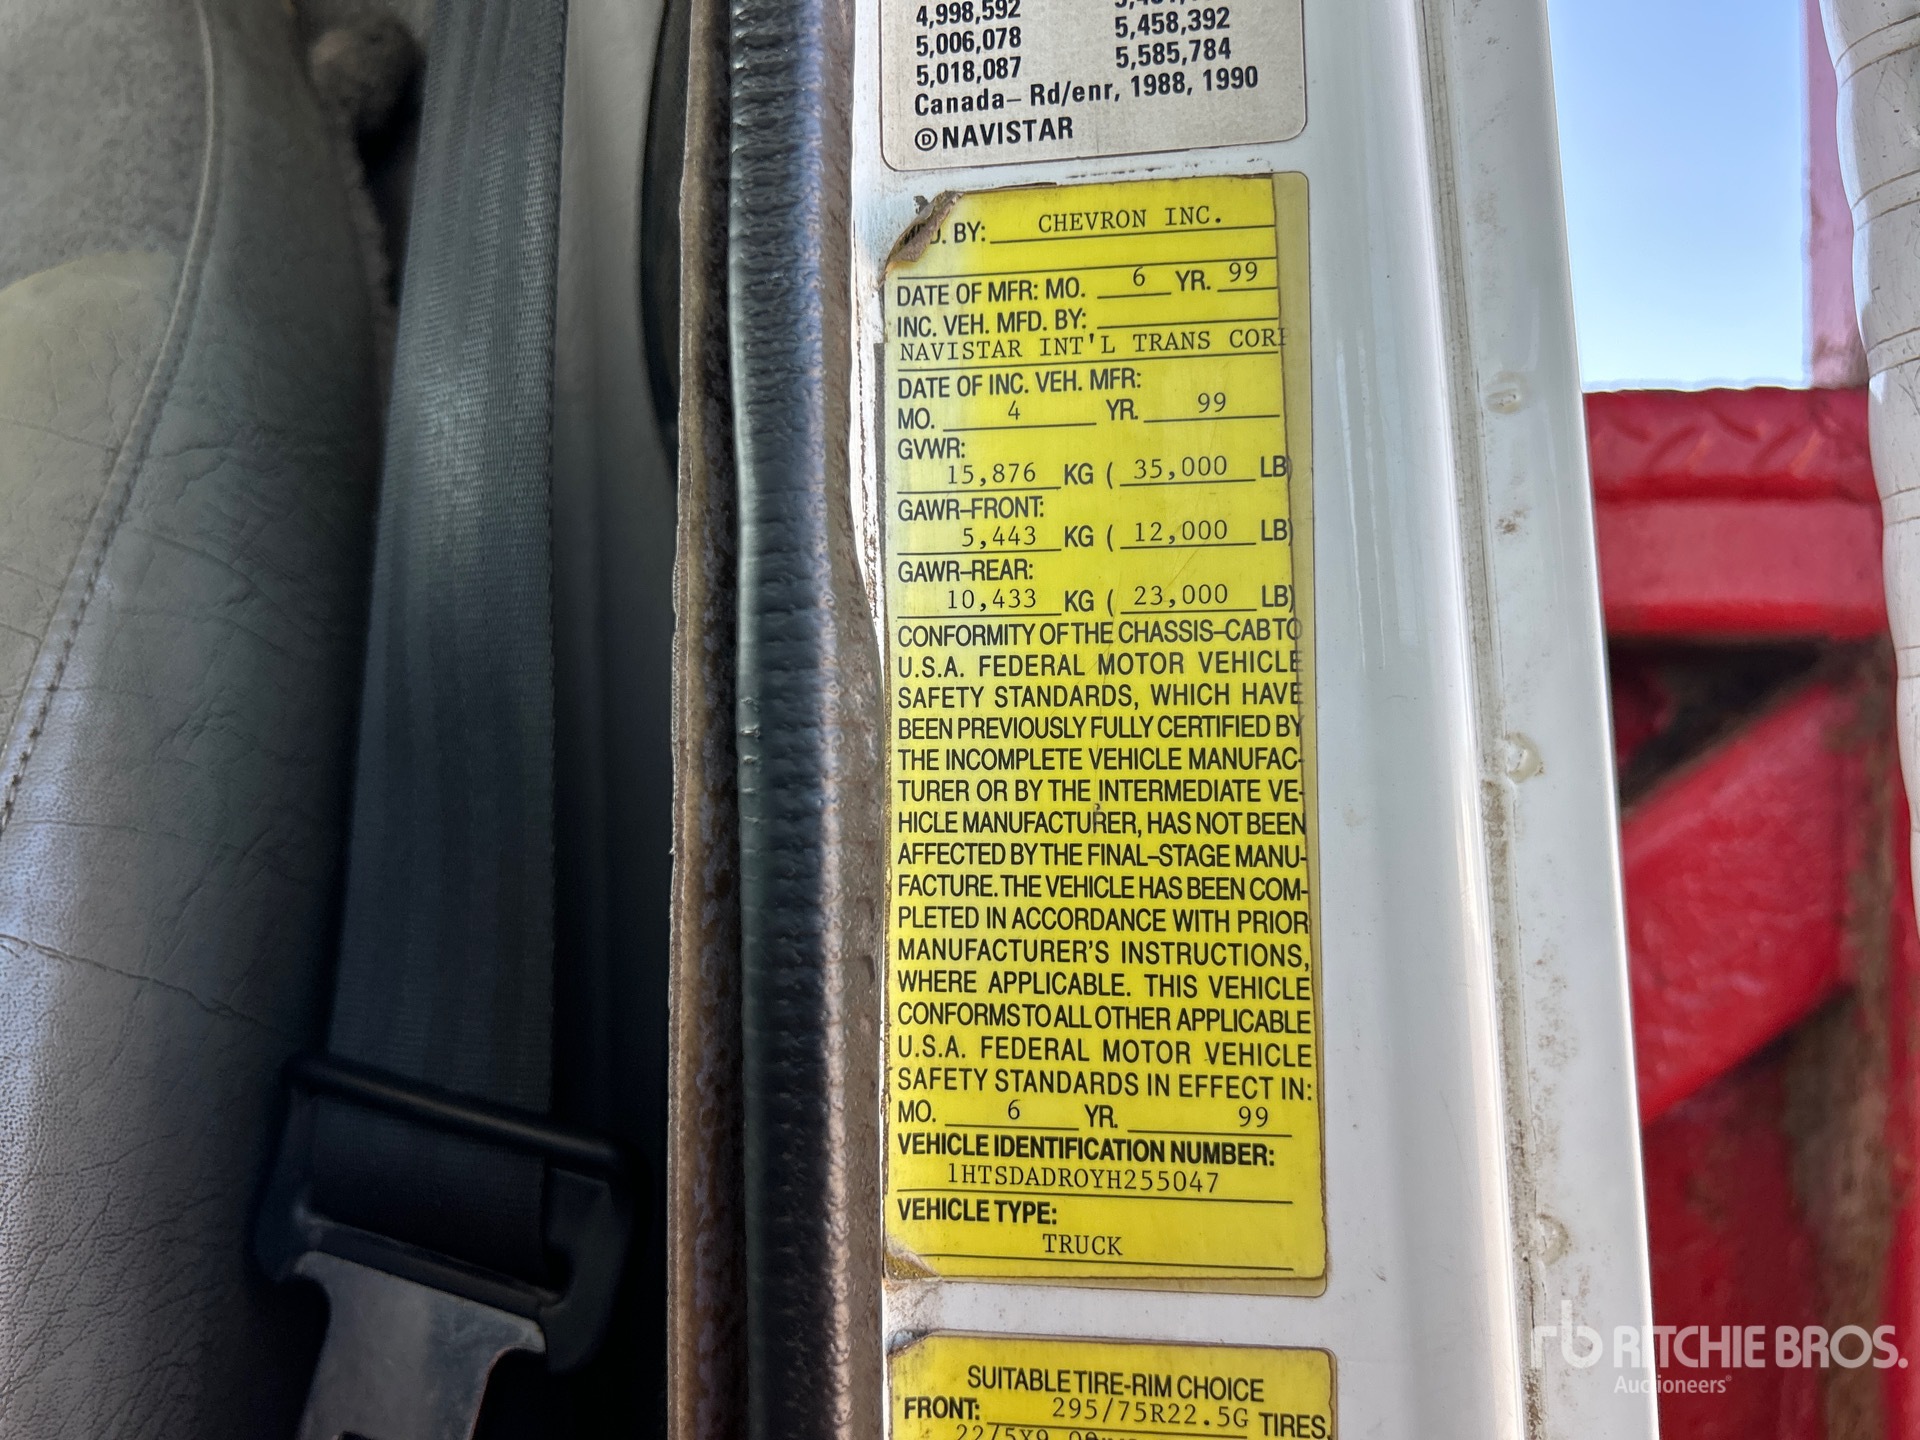 4,998,592
5,458,392
5,006,078
5,585,784
5,018,087
Canada– Rd/enr, 1988, 1990
Ⓓ NAVISTAR
BY: CHEVRON INC.
DATE OF MFR: MO. 6 YR. 99
INC. VEH. MFD. BY:
NAVISTAR INT'L TRANS CORP
DATE OF INC. VEH. MFR:
MO. 4 YR. 99
GVWR:
15,876 KG ( 35,000 LB)
GAWR–FRONT:
5,443 KG ( 12,000 LB)
GAWR–REAR:
10,433 KG ( 23,000 LB)
CONFORMITY OF THE CHASSIS–CAB TO
U.S.A. FEDERAL MOTOR VEHICLE
SAFETY STANDARDS, WHICH HAVE
BEEN PREVIOUSLY FULLY CERTIFIED BY
THE INCOMPLETE VEHICLE MANUFAC-
TURER OR BY THE INTERMEDIATE VE-
HICLE MANUFACTURER, HAS NOT BEEN
AFFECTED BY THE FINAL–STAGE MANU-
FACTURE. THE VEHICLE HAS BEEN COM-
PLETED IN ACCORDANCE WITH PRIOR
MANUFACTURER'S INSTRUCTIONS,
WHERE APPLICABLE. THIS VEHICLE
CONFORMS TO ALL OTHER APPLICABLE
U.S.A. FEDERAL MOTOR VEHICLE
SAFETY STANDARDS IN EFFECT IN:
MO. 6 YR. 99
VEHICLE IDENTIFICATION NUMBER:
1HTSDADR0YH255047
VEHICLE TYPE:
TRUCK
SUITABLE TIRE-RIM CHOICE
FRONT: 295/75R22.5G TIRES,
rb RITCHIE BROS.
Auctioneers